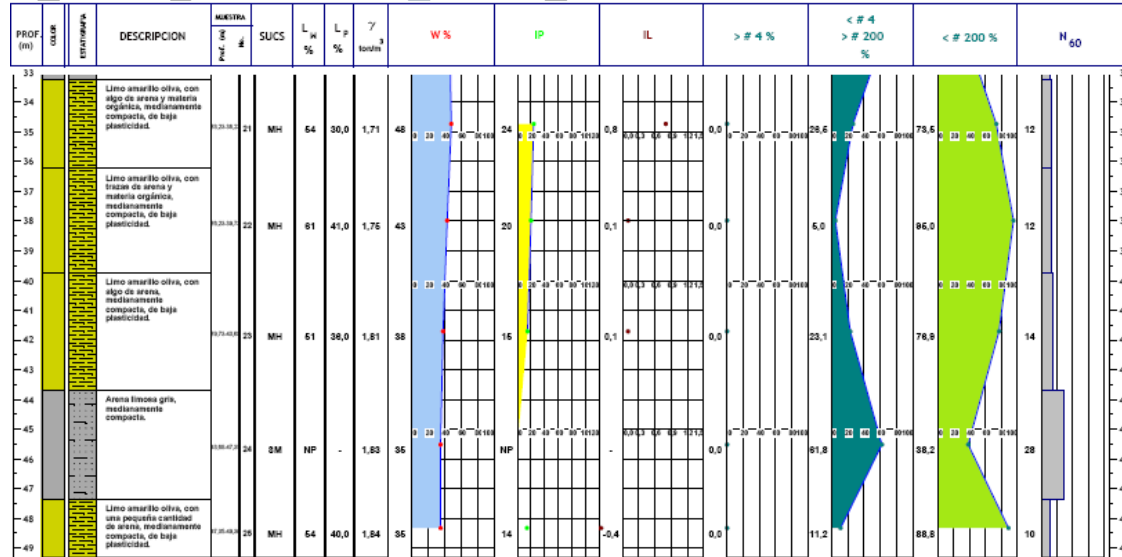 PROF. (m)
COLOR
ESTATIGRAFIA
DESCRIPCION
MUESTRA
Prof. (m)
No.
SUCS
L W %
L P %
γ ton/m3
W %
IP
IL
> # 4 %
< # 4
> # 200
%
< # 200 %
N 60
33
34
35
36
37
38
39
40
41
42
43
44
45
46
47
48
49
Limo amarillo oliva, con
algo de arena y materia
orgánica, medianamente
compacta, de baja
plasticidad.
21 MH 54 30,0 1,71 48 24 0,8 0,0 26,5 73,5 12
Limo amarillo oliva, con
trazas de arena y
materia orgánica,
medianamente
compacta, de baja
plasticidad.
22 MH 61 41,0 1,75 43 20 0,1 0,0 5,0 95,0 12
Limo amarillo oliva, con
algo de arena,
medianamente
compacta, de baja
plasticidad.
23 MH 51 36,0 1,81 38 15 0,1 0,0 23,1 76,9 14
Arena limosa gris,
medianamente
compacta.
24 SM NP - 1,83 35 NP - 0,0 61,8 38,2 28
Limo amarillo oliva, con
una pequeña cantidad
de arena, medianamente
compacta, de baja
plasticidad.
25 MH 54 40,0 1,84 35 14 -0,4 0,0 11,2 88,8 10